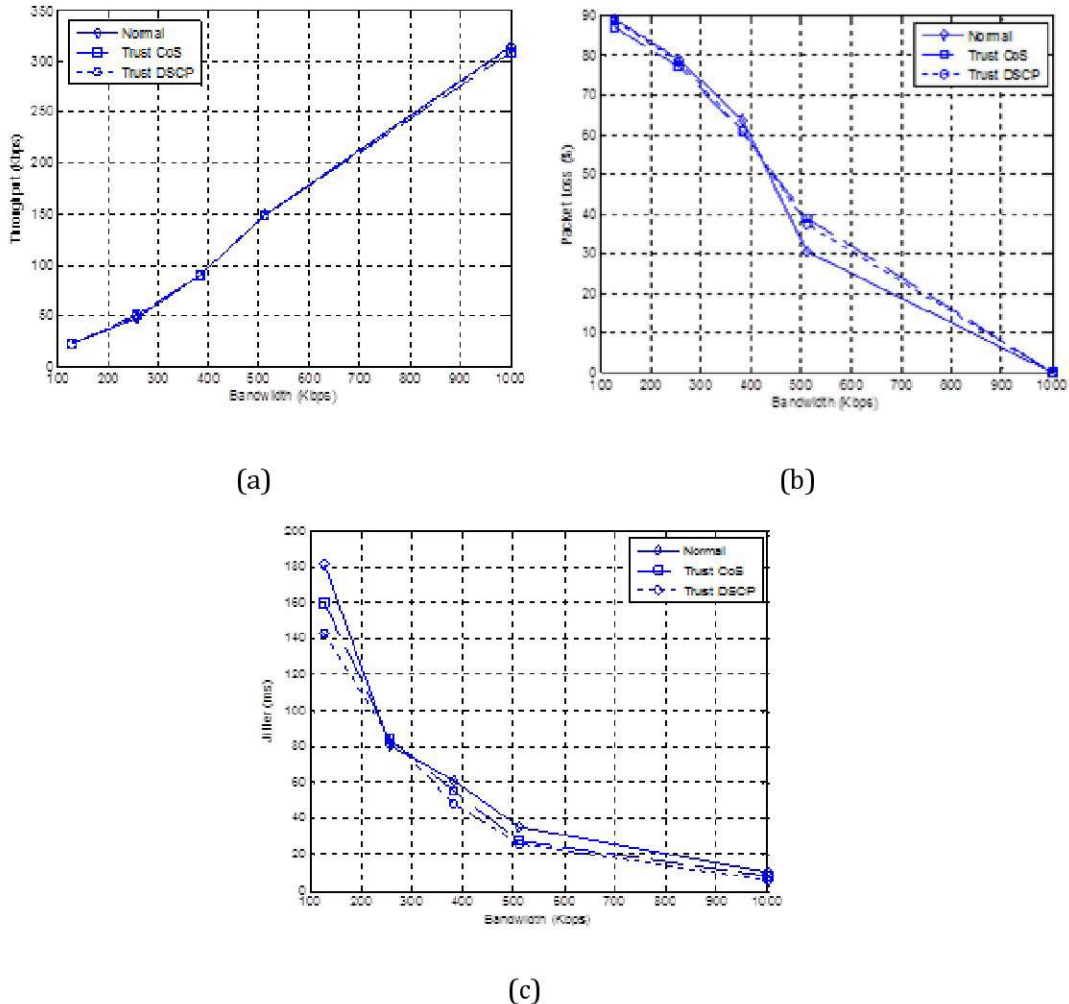 350
300
250
200
150
100
50
0
Throughput (Kbps)
Normal
Trust CoS
Trust DSCP
100 200 300 400 500 600 700 800 900 1000
Bandwidth (Kbps)
(a)
90
80
70
60
50
40
30
20
10
0
Packet Loss (%)
Normal
Trust CoS
Trust DSCP
100 200 300 400 500 600 700 800 900 1000
Bandwidth (Kbps)
(b)
200
180
160
140
120
100
80
60
40
20
0
Jitter (ms)
Normal
Trust CoS
Trust DSCP
100 200 300 400 500 600 700 800 900 1000
Bandwidth (Kbps)
(c)